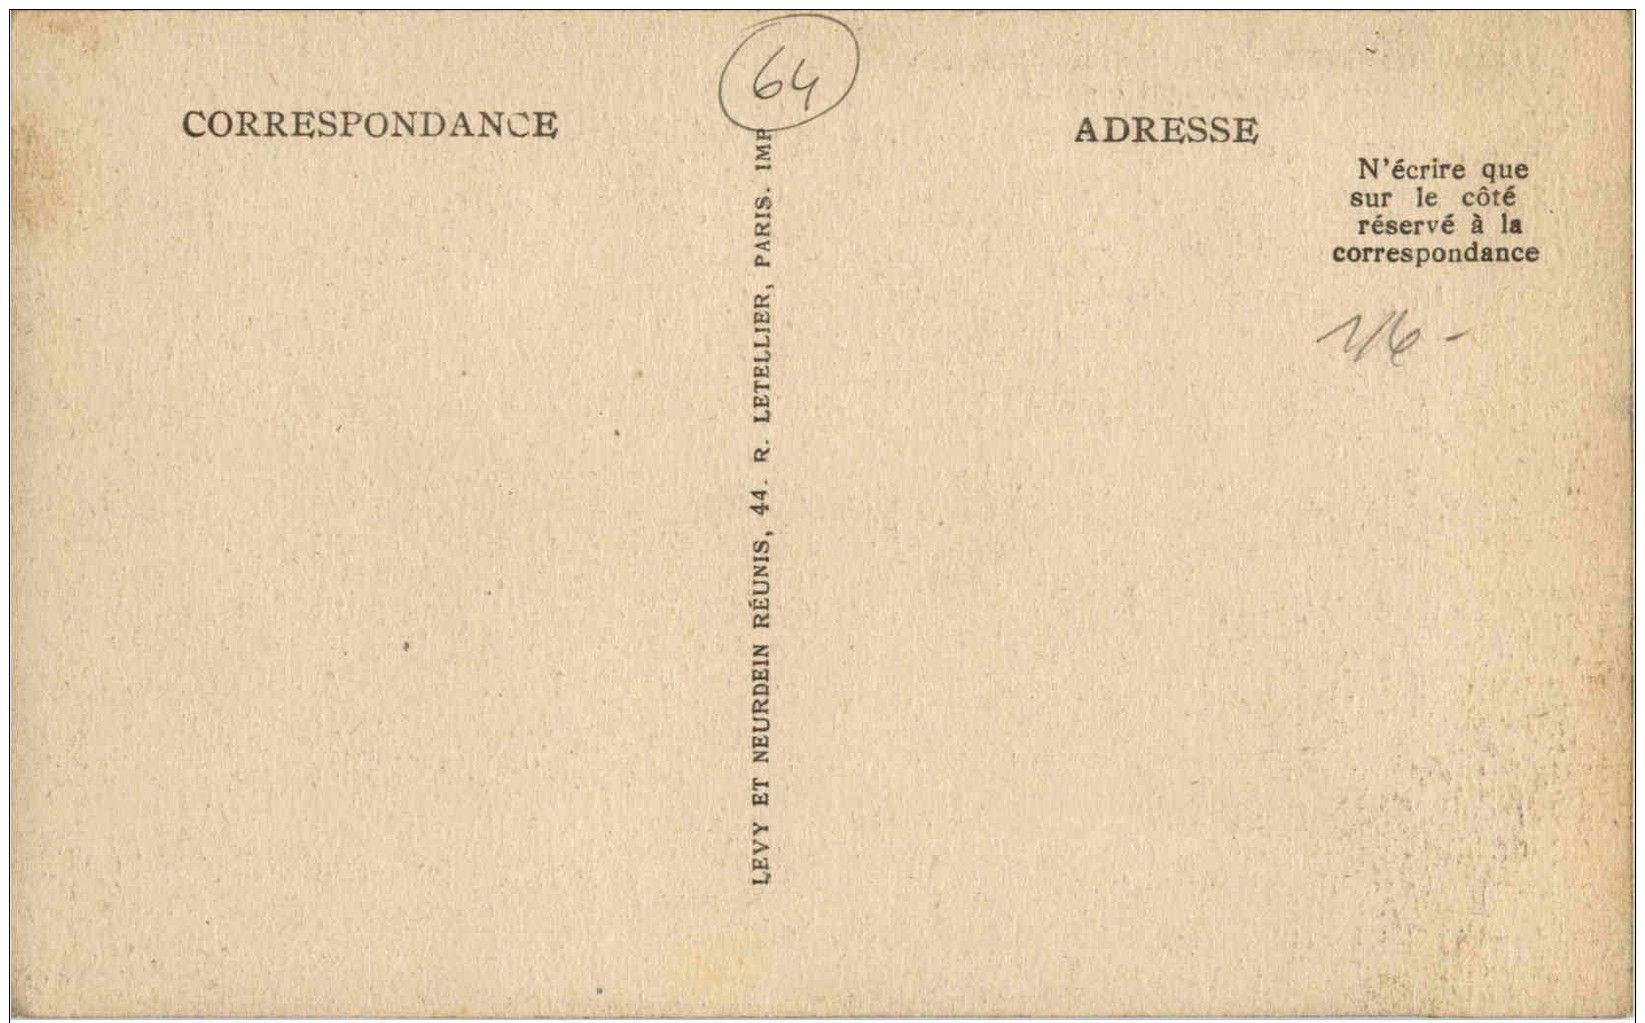 64
CORRESPONDANCE
LEVY ET NEURDEIN RÉUNIS, 44. R. LETELLIER, PARIS. IMP
ADRESSE
N'écrire que
sur le côté
réservé à la
correspondance